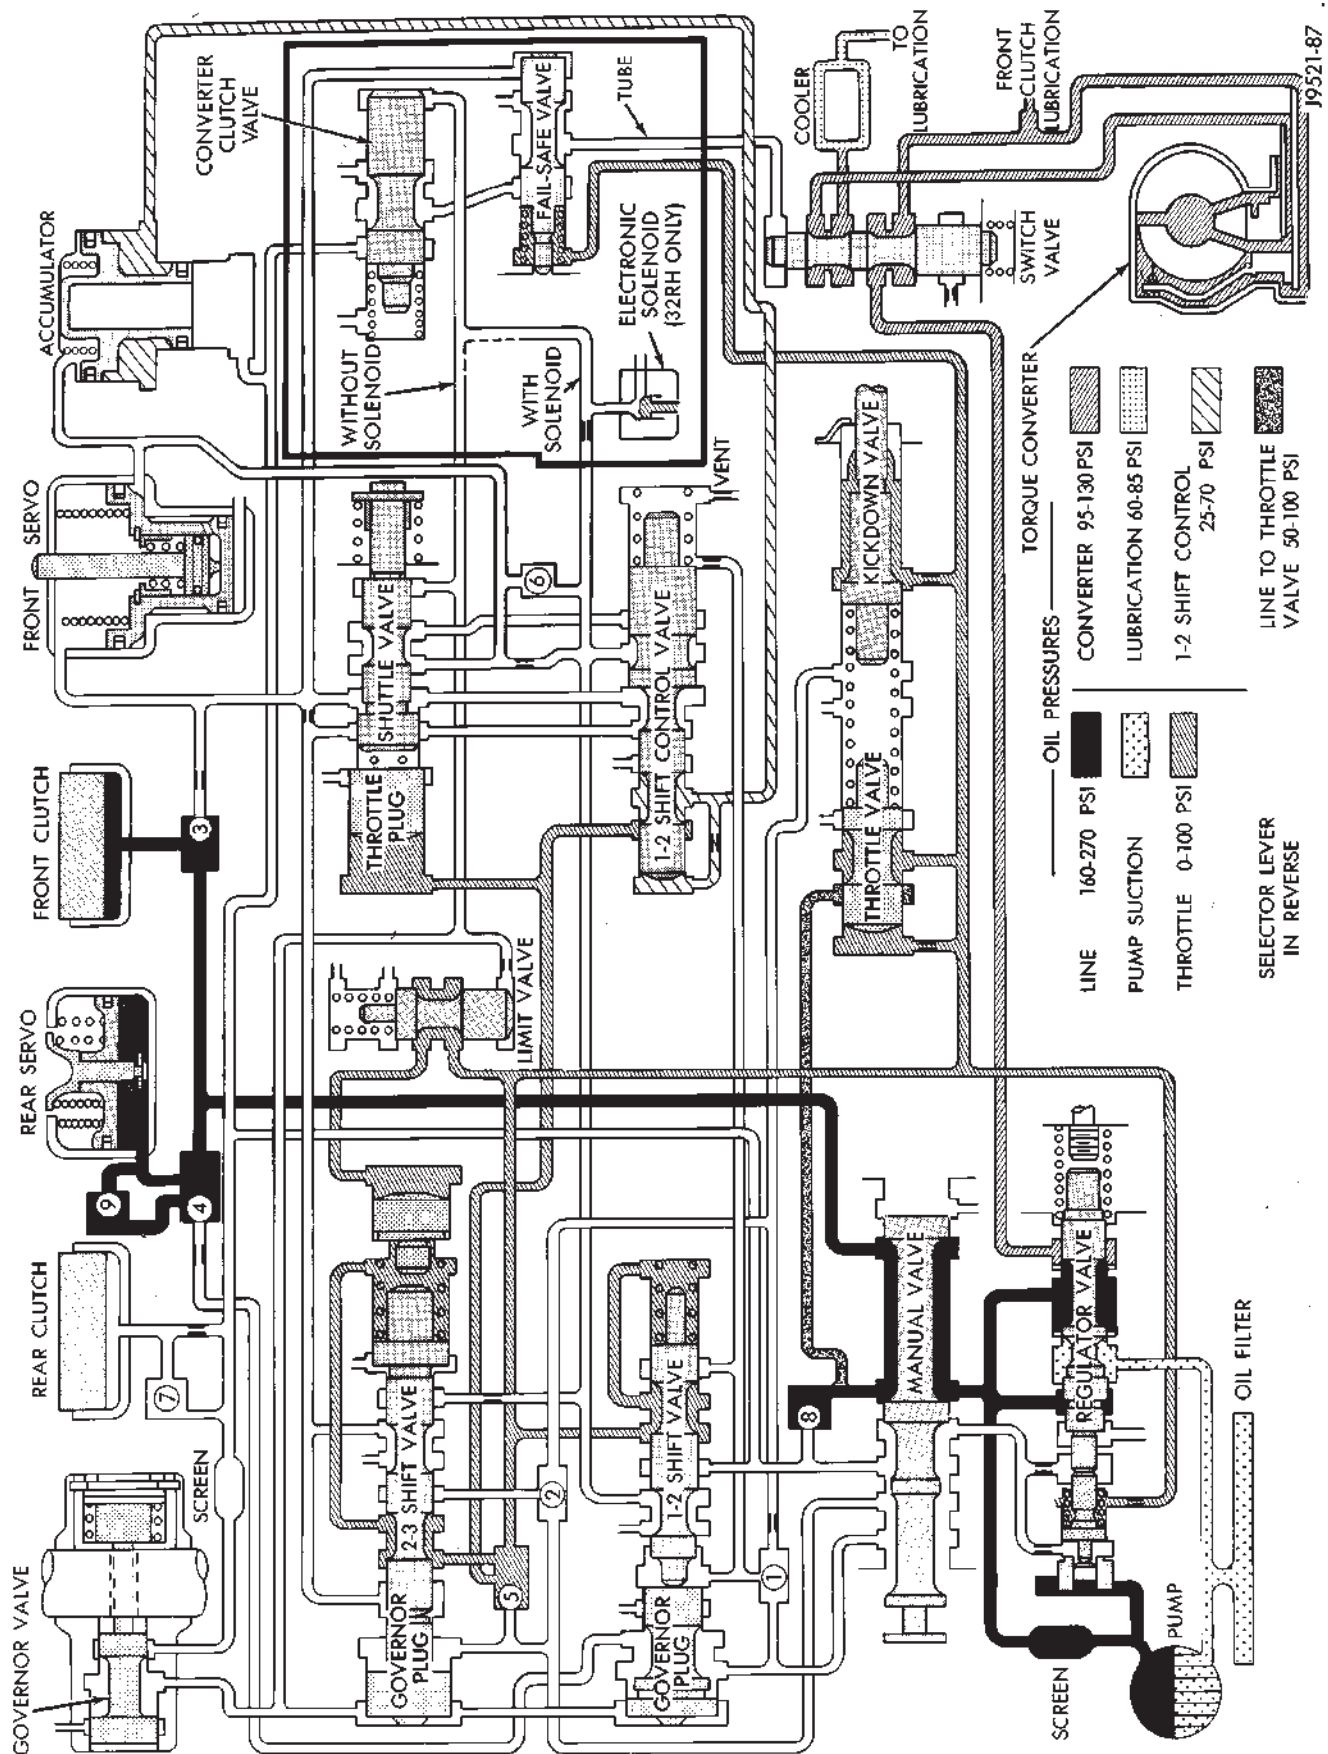 GOVERNOR VALVE
REAR CLUTCH
REAR SERVO
FRONT CLUTCH
FRONT SERVO
ACCUMULATOR
CONVERTER
CLUTCH
VALVE
SCREEN
7
9
4
3
GOVERNOR
PLUG
2-3 SHIFT VALVE
LIMIT VALVE
THROTTLE
PLUG
SHUTTLE VALVE
WITHOUT
SOLENOID
WITH
SOLENOID
FAIL-SAFE VALVE
TUBE
ELECTRONIC
SOLENOID
(32RH ONLY)
5
2
6
GOVERNOR
PLUG
1-2 SHIFT VALVE
1-2 SHIFT CONTROL VALVE
VENT
1
8
COOLER
TO
LUBRICATION
FRONT
CLUTCH
LUBRICATION
MANUAL VALVE
THROTTLE VALVE
KICKDOWN VALVE
SWITCH
VALVE
TORQUE CONVERTER
SCREEN
PUMP
REGULATOR VALVE
OIL FILTER
OIL PRESSURES
LINE 160-270 PSI
PUMP SUCTION
THROTTLE 0-100 PSI
CONVERTER 95-130 PSI
LUBRICATION 60-85 PSI
1-2 SHIFT CONTROL
25-70 PSI
LINE TO THROTTLE
VALVE 50-100 PSI
SELECTOR LEVER
IN REVERSE
J9521-87